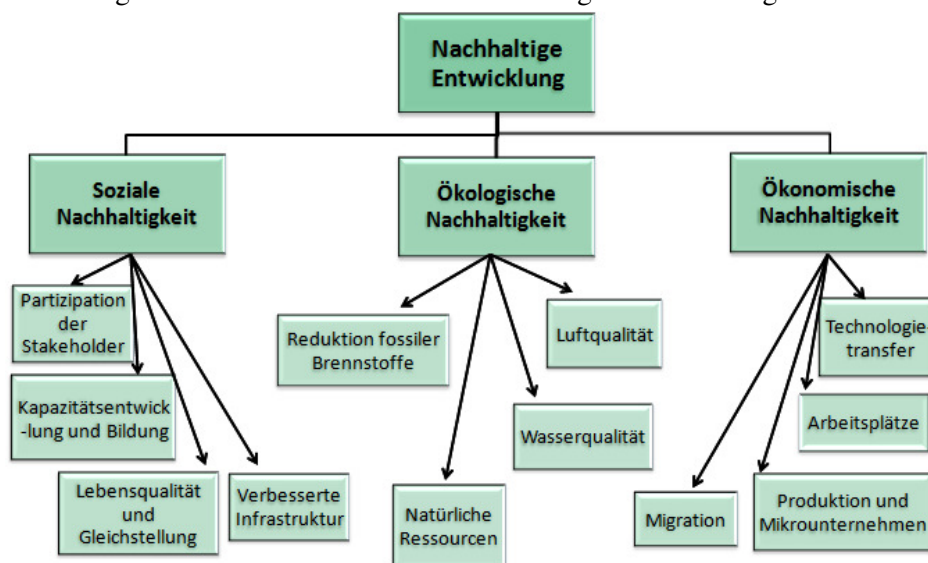 Nachhaltige
Entwicklung
Soziale
Nachhaltigkeit
Ökologische
Nachhaltigkeit
Ökonomische
Nachhaltigkeit
Partizipation
der
Stakeholder
Kapazitätsentwick
-lung und Bildung
Lebensqualität
und
Gleichstellung
Verbesserte
Infrastruktur
Reduktion fossiler
Brennstoffe
Luftqualität
Wasserqualität
Natürliche
Ressourcen
Technologie-
transfer
Arbeitsplätze
Produktion und
Mikrounternehmen
Migration